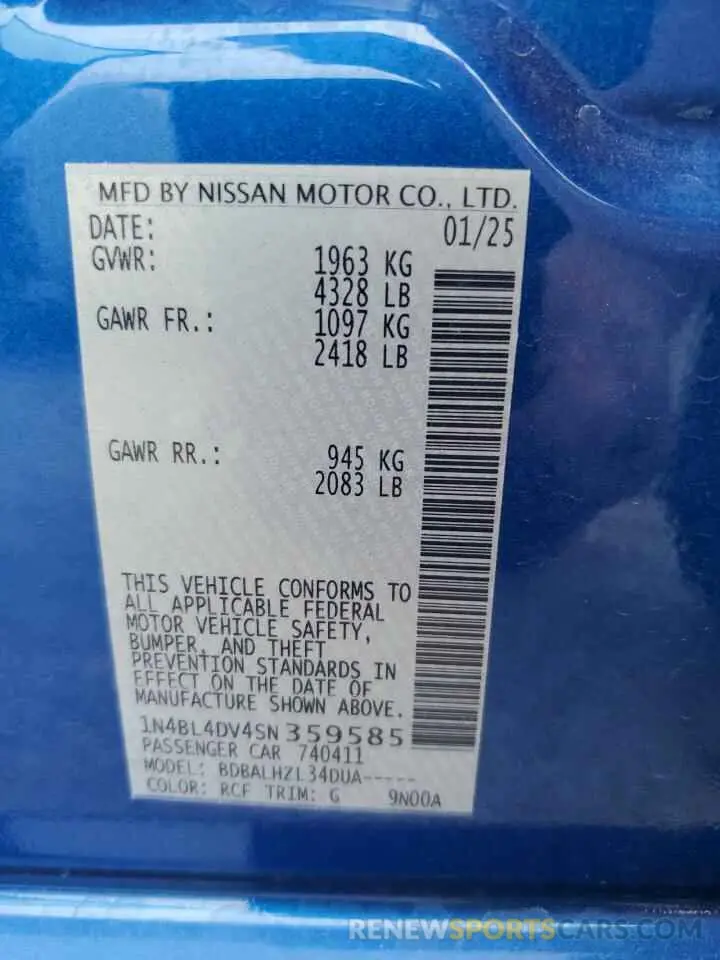 MFD BY NISSAN MOTOR CO., LTD.
DATE: 01/25
GVWR: 1963 KG
4328 LB
GAWR FR.: 1097 KG
2418 LB
GAWR RR.: 945 KG
2083 LB
THIS VEHICLE CONFORMS TO
ALL APPLICABLE FEDERAL
MOTOR VEHICLE SAFETY,
BUMPER, AND THEFT
PREVENTION STANDARDS IN
EFFECT ON THE DATE OF
MANUFACTURE SHOWN ABOVE.
1N4BL4DV4SN359585
PASSENGER CAR 740411
MODEL: BDBALHZL34DUA-----
COLOR: RCF TRIM: G 9N00A
RENEWSPORTSCARS.COM